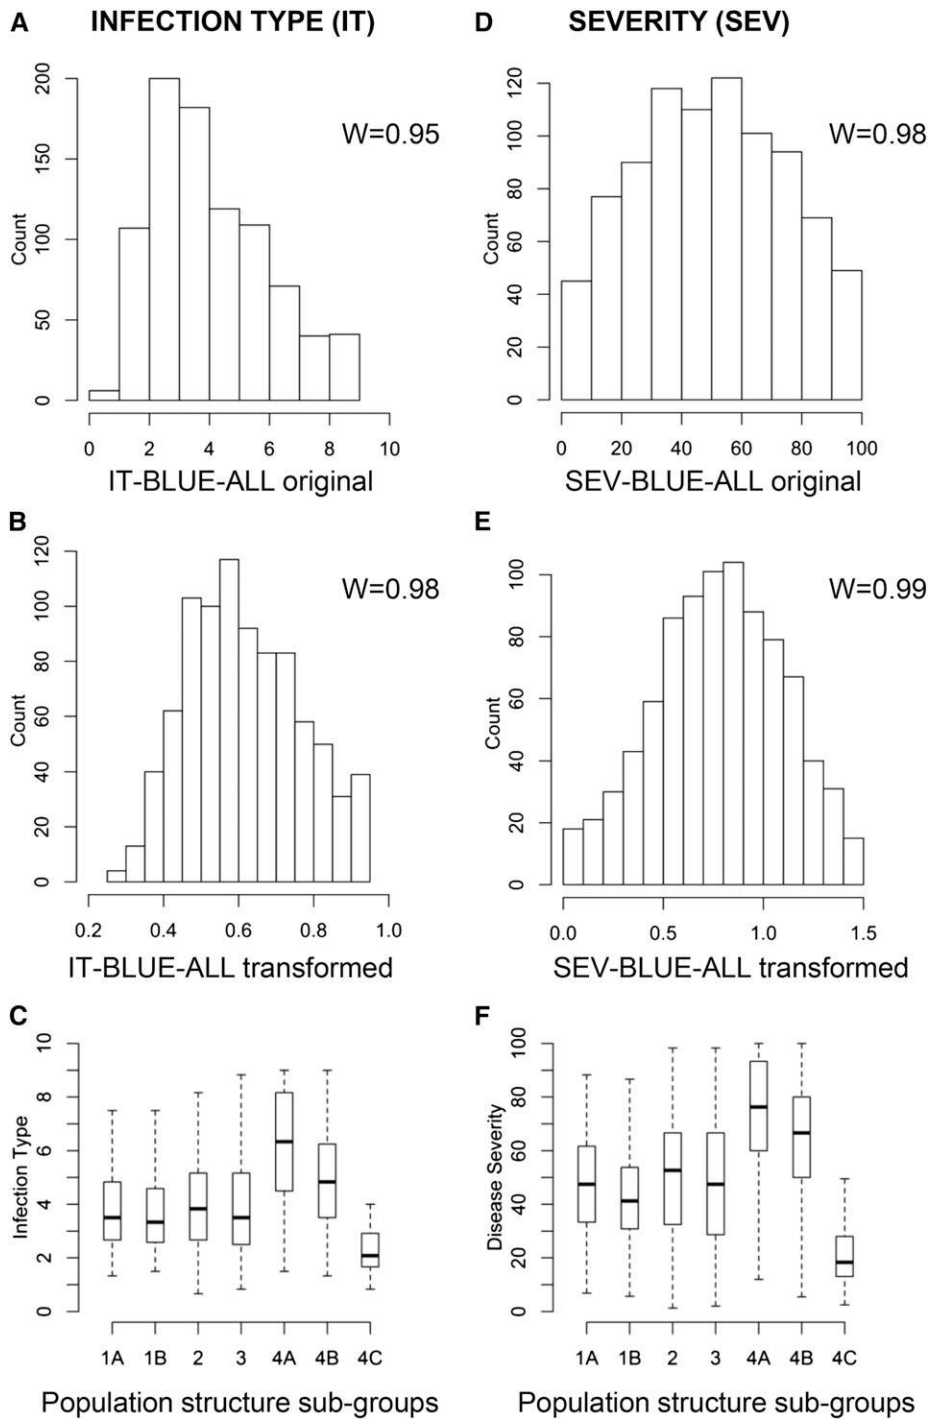 A INFECTION TYPE (IT)
W=0.95
Count
0 50 100 150 200
0 2 4 6 8 10
IT-BLUE-ALL original
D SEVERITY (SEV)
W=0.98
Count
0 20 40 60 80 100 120
0 20 40 60 80 100
SEV-BLUE-ALL original
B
W=0.98
Count
0 20 40 60 80 100 120
0.2 0.4 0.6 0.8 1.0
IT-BLUE-ALL transformed
E
W=0.99
Count
0 20 40 60 80 100
0.0 0.5 1.0 1.5
SEV-BLUE-ALL transformed
C
Infection Type
0 2 4 6 8 10
1A 1B 2 3 4A 4B 4C
Population structure sub-groups
F
Disease Severity
0 20 40 60 80 100
1A 1B 2 3 4A 4B 4C
Population structure sub-groups